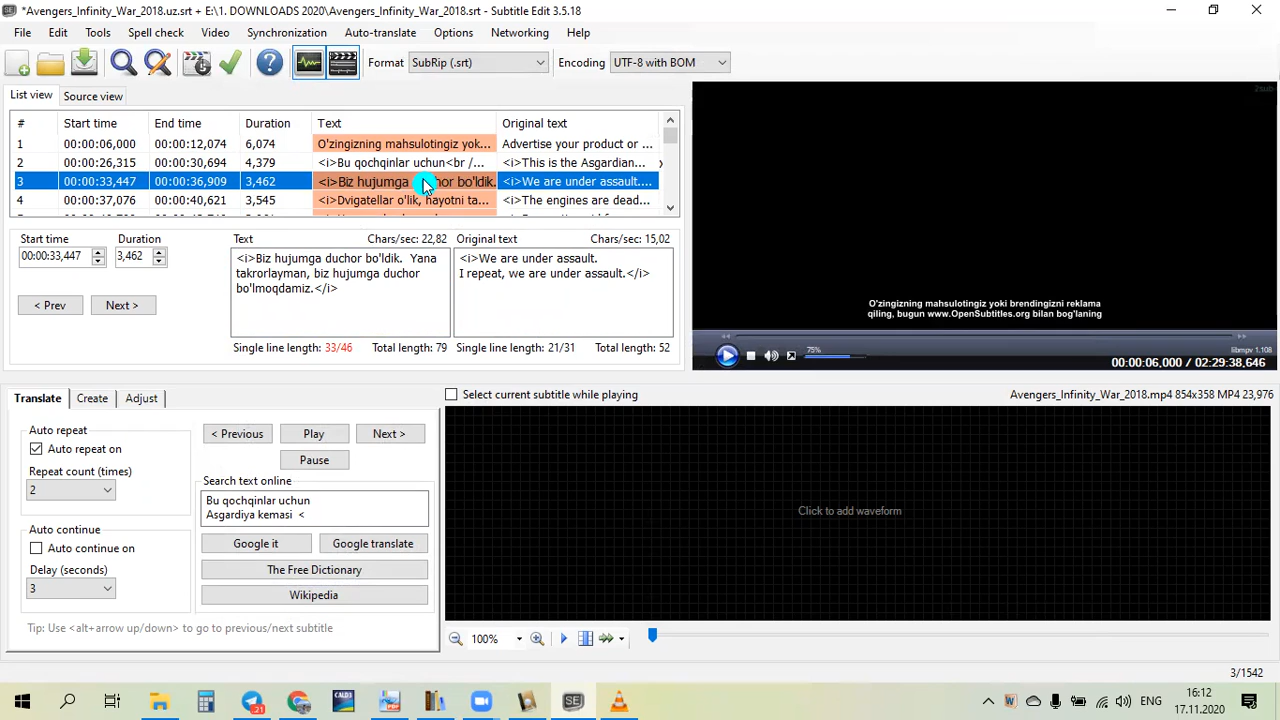 *Avengers_Infinity_War_2018.uz.srt + E:\1. DOWNLOADS 2020\Avengers_Infinity_War_2018.srt - Subtitle Edit 3.5.18
File Edit Tools Spell check Video Synchronization Auto-translate Options Networking Help
Format SubRip (.srt) Encoding UTF-8 with BOM
List view Source view
# Start time End time Duration Text Original text
1 00:00:06,000 00:00:12,074 6,074 O'zingizning mahsulotingiz yok... Advertise your product or ...
2 00:00:26,315 00:00:30,694 4,379 <i>Bu qochqinlar uchun<br /... <i>This is the Asgardian...
3 00:00:33,447 00:00:36,909 3,462 <i>Biz hujumga bo'ldik. <i>We are under assault....
4 00:00:37,076 00:00:40,621 3,545 <i>Dvigatellar o'lik, hayotni ta... <i>The engines are dead...
Start time Duration Text Chars/sec: 22,82 Original text Chars/sec: 15,02
00:00:33,447 3,462
<i>Biz hujumga duchor bo'ldik. Yana
takrorlayman, biz hujumga duchor
bo'lmoqdamiz.</i>
<i>We are under assault.
I repeat, we are under assault.</i>
< Prev Next >
Single line length: 33/46 Total length: 79 Single line length: 21/31 Total length: 52
O'zingizning mahsulotingiz yoki brendingizni reklama
qiling, bugun www.OpenSubtitles.org bilan bog'laning
75%
libmpv 1.108
00:00:06,000 / 02:29:38,646
Translate Create Adjust
Select current subtitle while playing Avengers_Infinity_War_2018.mp4 854x358 MP4 23,976
Auto repeat
Auto repeat on
Repeat count (times)
2
Auto continue
Auto continue on
Delay (seconds)
3
< Previous Play Next >
Pause
Search text online
Bu qochqinlar uchun
Asgardiya kemasi <
Google it Google translate
The Free Dictionary
Wikipedia
Tip: Use <alt+arrow up/down> to go to previous/next subtitle
Click to add waveform
100%
3/1542
CALD3 21 SE W ENG 16:12
17.11.2020